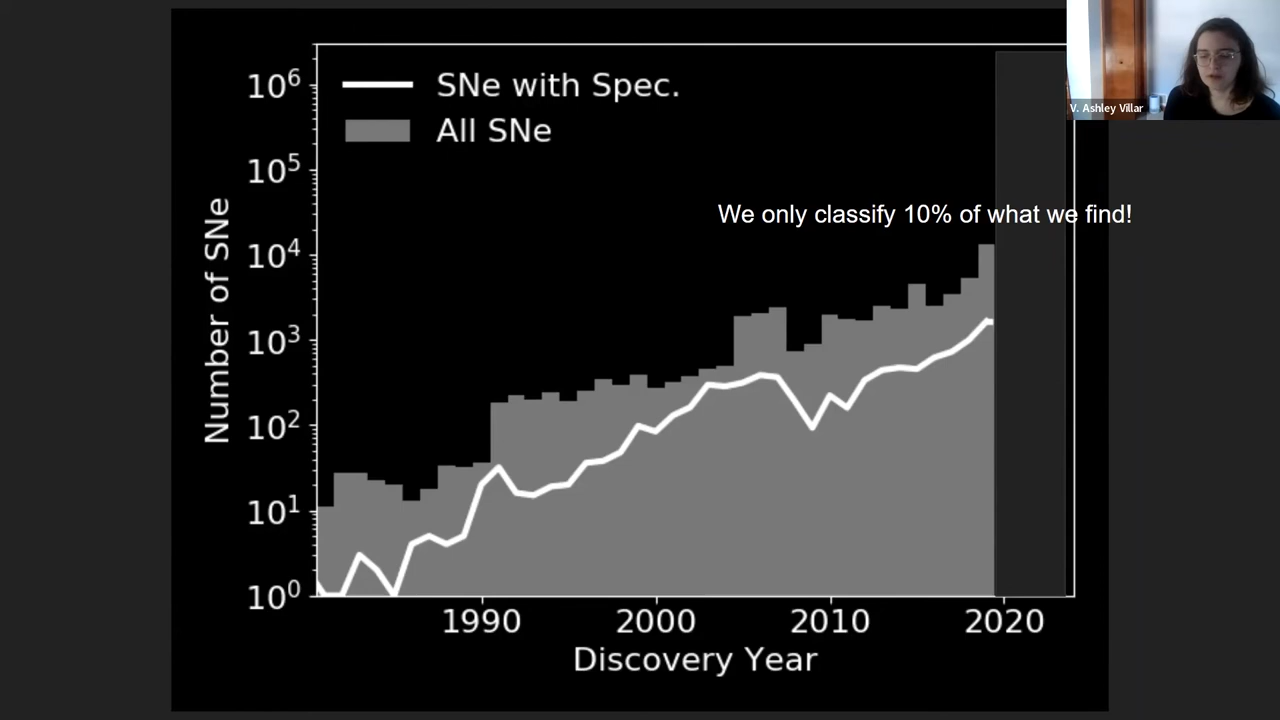 SNe with Spec.
All SNe
V. Ashley Villar
We only classify 10% of what we find!
Number of SNe
10⁶
10⁵
10⁴
10³
10²
10¹
10⁰
1990 2000 2010 2020
Discovery Year